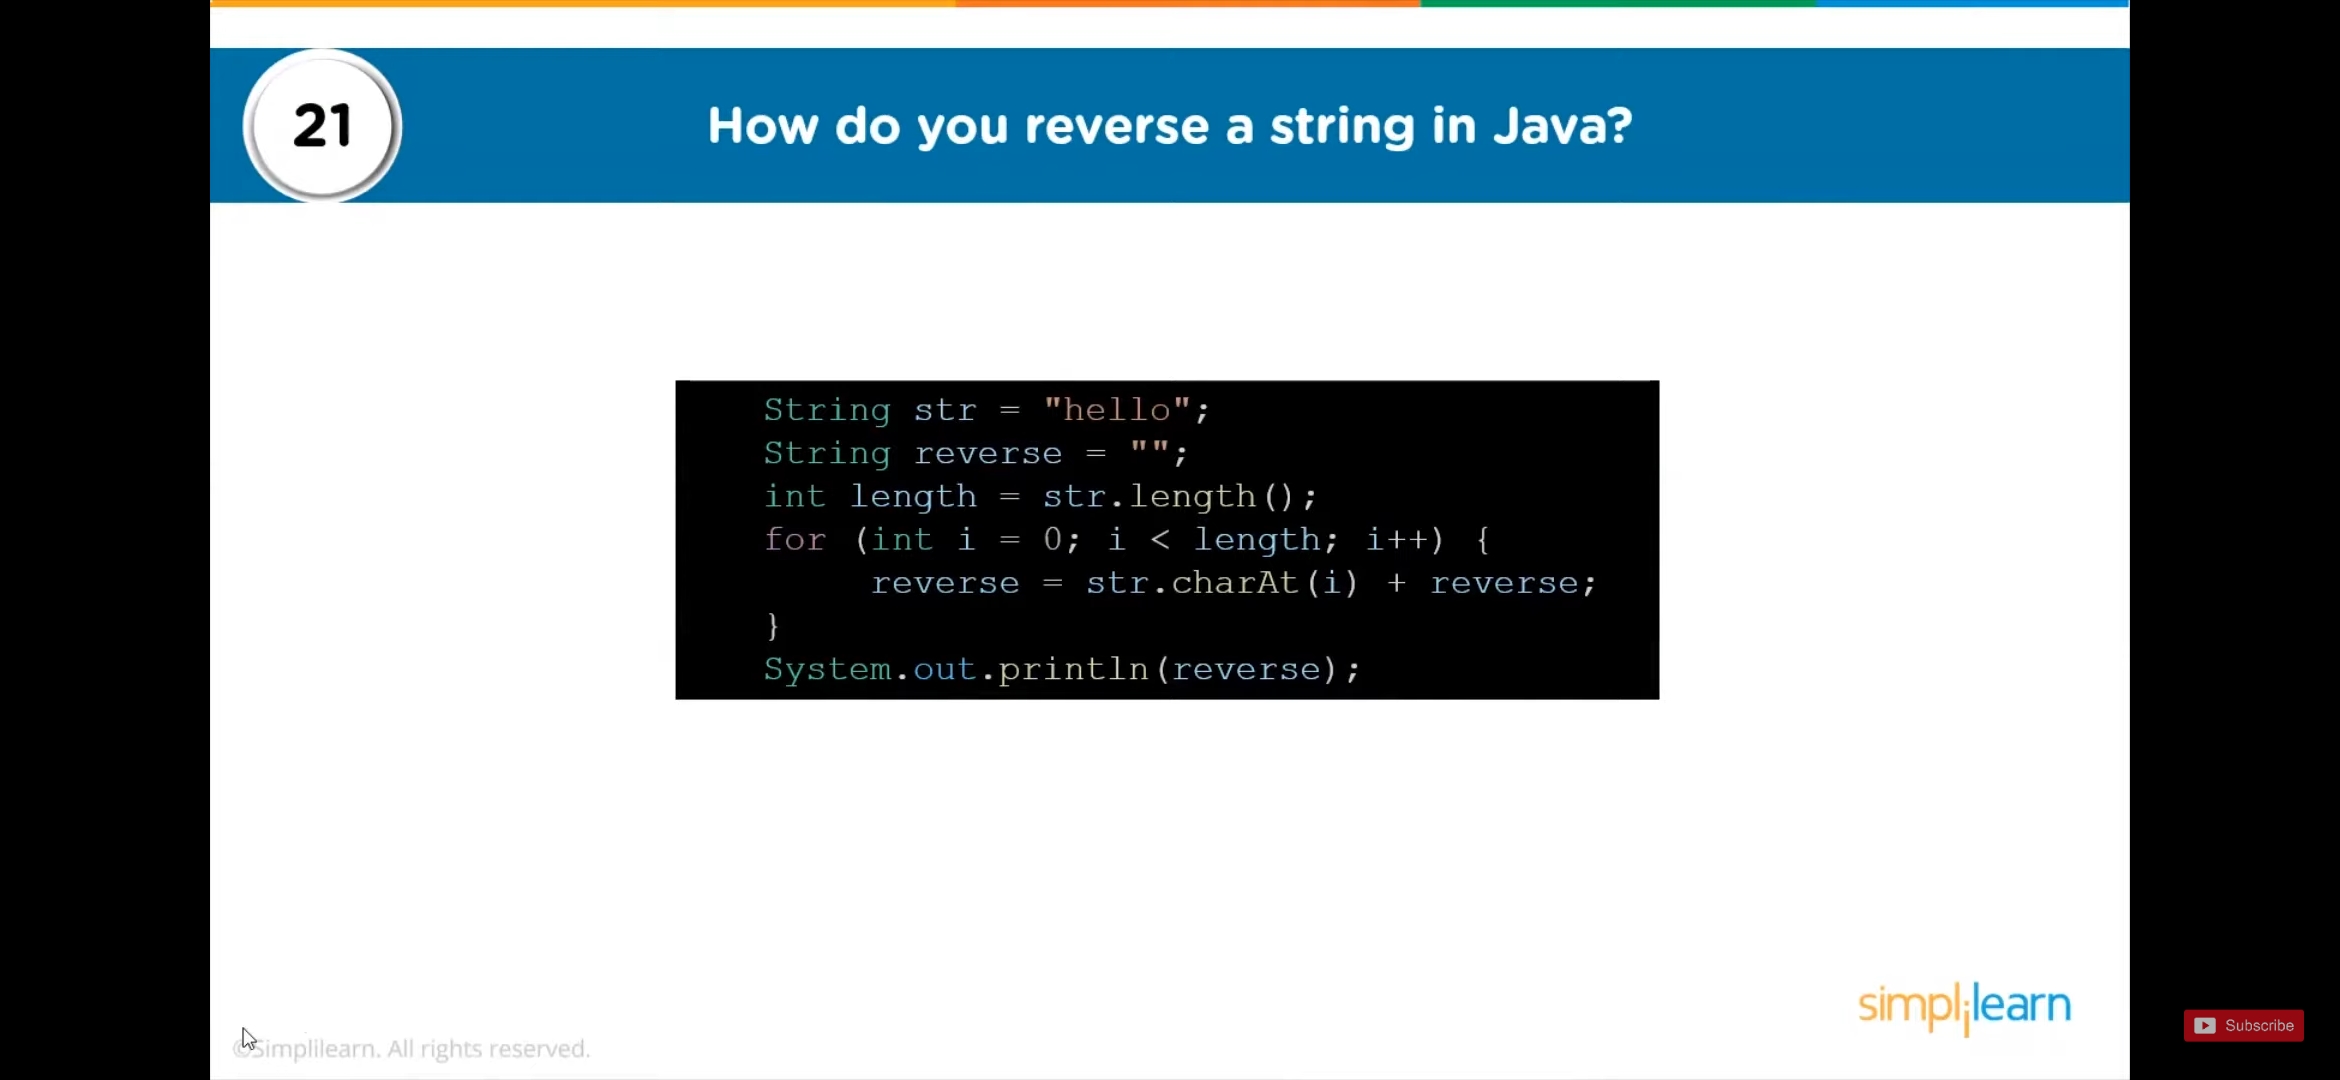 21
How do you reverse a string in Java?
String str = "hello";
String reverse = "";
int length = str.length();
for (int i = 0; i < length; i++) {
reverse = str.charAt(i) + reverse;
}
System.out.println(reverse);
simplilearn
©Simplilearn. All rights reserved.
Subscribe